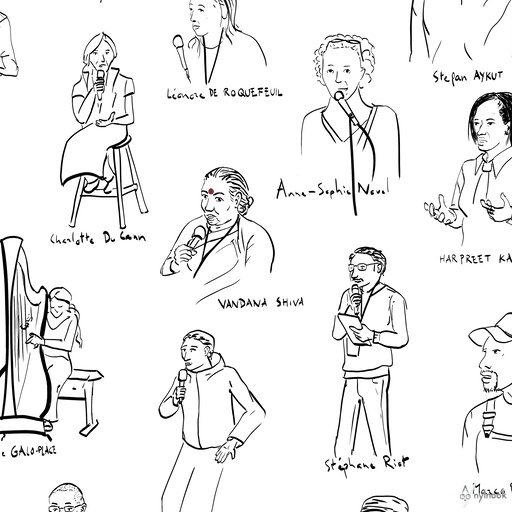 Léonore DE ROQUEFEUIL
Stefan AYKUT
Anne-Sophie Novel
Charlotte Du Cann
HARPREET KA
VANDANA SHIVA
GALO-PLACE
Stéphane Riot